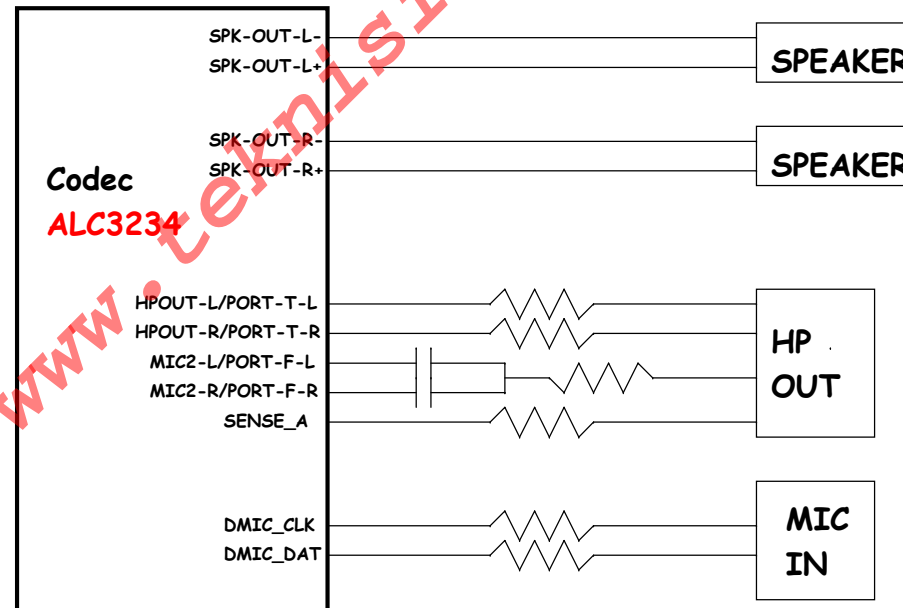 SPK-OUT-L-
SPK-OUT-L+
SPEAKER
SPK-OUT-R-
SPK-OUT-R+
SPEAKER
Codec
ALC3234
HPOUT-L/PORT-T-L
HPOUT-R/PORT-T-R
MIC2-L/PORT-F-L
MIC2-R/PORT-F-R
SENSE_A
HP
OUT
DMIC_CLK
DMIC_DAT
MIC
IN
www.teknisi